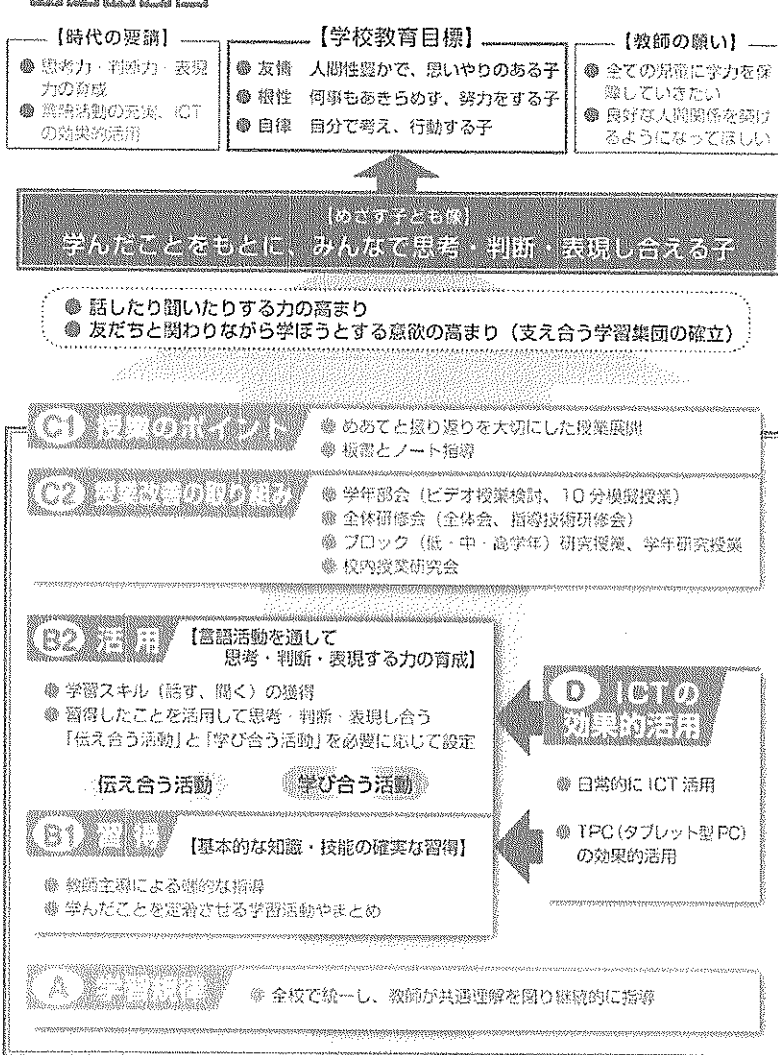 【時代の要請】
● 思考力・判断力・表現
力の育成
● 言語活動の充実、ICT
の効果的活用
【学校教育目標】
● 友情　人間性豊かで、思いやりのある子
● 根性　何事もあきらめず、努力をする子
● 自律　自分で考え、行動する子
【教師の願い】
● 全ての児童に学力を保
障していきたい
● 良好な人間関係を築け
るようになってほしい
【めざす子ども像】
学んだことをもとに、みんなで思考・判断・表現し合える子
● 話したり聞いたりする力の高まり
● 友だちと関わりながら学ぼうとする意欲の高まり（支え合う学習集団の確立）
C1 授業のポイント
● めあてと振り返りを大切にした授業展開
● 板書とノート指導
C2 授業改善の取り組み
● 学年部会（ビデオ授業検討、10分模擬授業）
● 全体研修会（全体会、指導技術研修会）
● ブロック（低・中・高学年）研究授業、学年研究授業
● 校内授業研究会
B2 活用
【言語活動を通して
思考・判断・表現する力の育成】
● 学習スキル（話す、聞く）の獲得
● 習得したことを活用して思考・判断・表現し合う
「伝え合う活動」と「学び合う活動」を必要に応じて設定
伝え合う活動　学び合う活動
B1 習得
【基本的な知識・技能の確実な習得】
● 教師主導による端的な指導
● 学んだことを定着させる学習活動やまとめ
D ICTの
効果的活用
● 日常的にICT活用
● TPC（タブレット型PC）
の効果的活用
A 学習規律
● 全校で統一し、教師が共通理解を図り継続的に指導